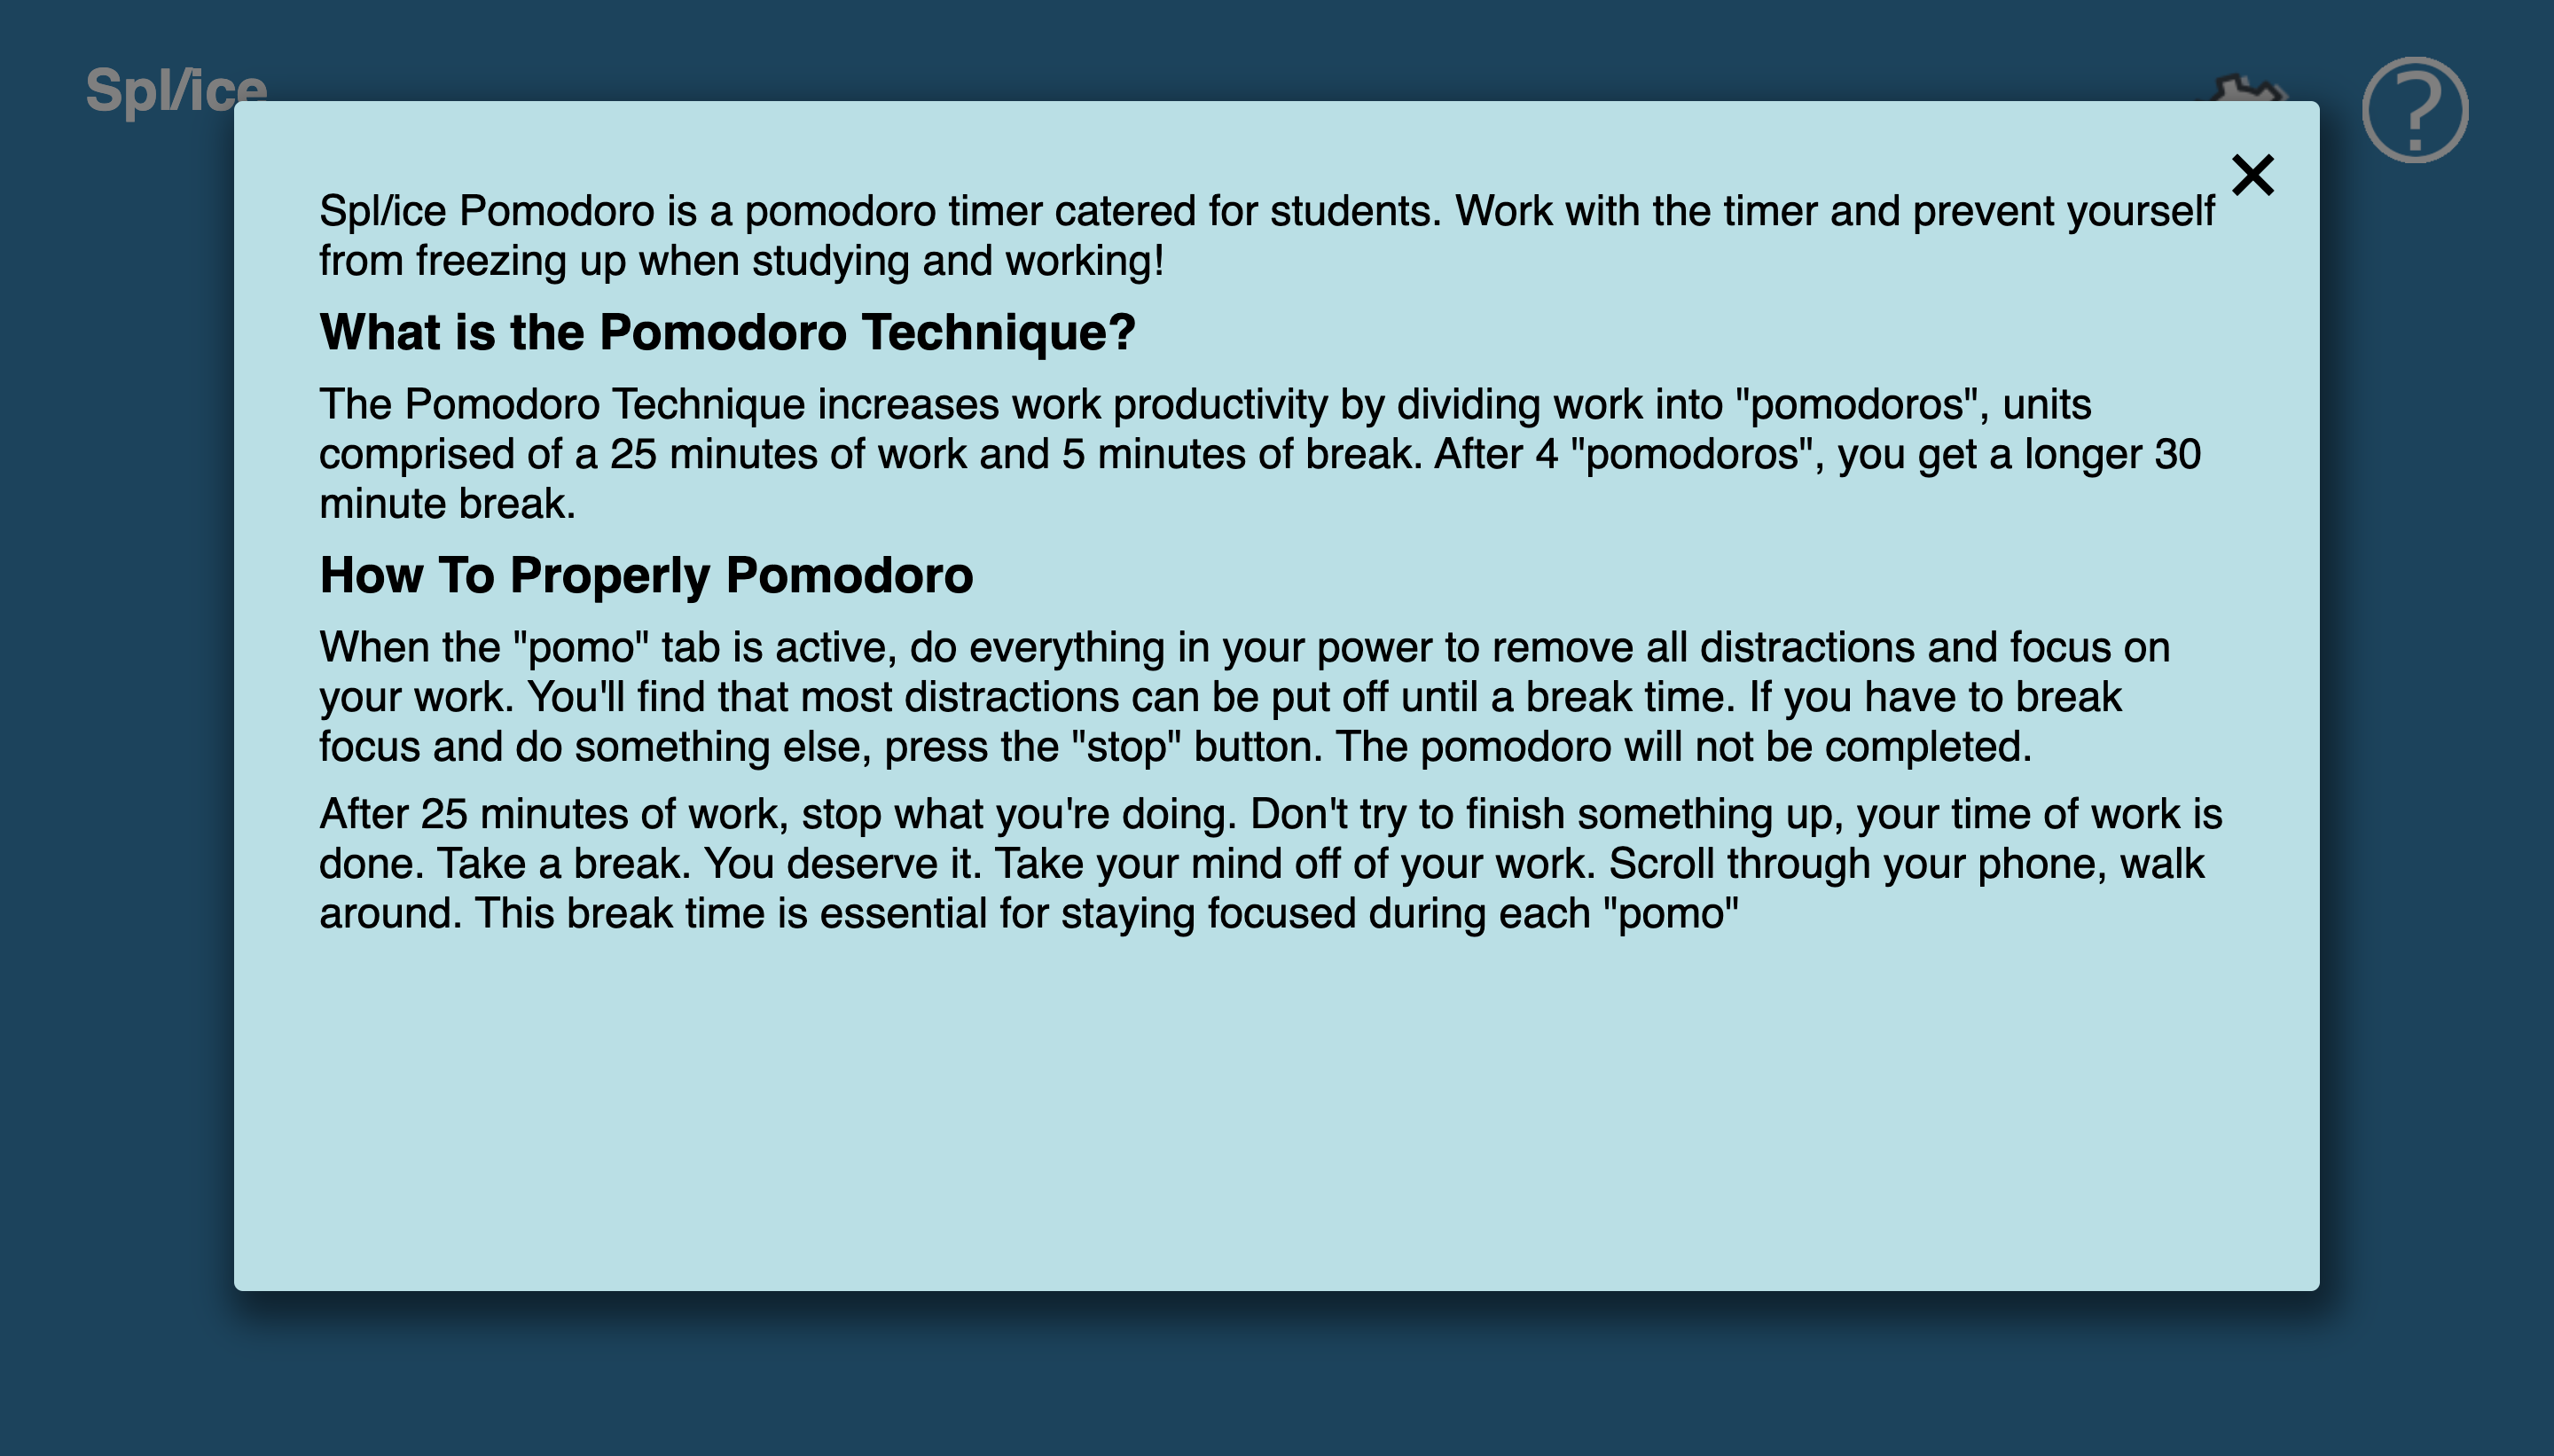 Spl/ice
Spl/ice Pomodoro is a pomodoro timer catered for students. Work with the timer and prevent yourself
from freezing up when studying and working!
What is the Pomodoro Technique?
The Pomodoro Technique increases work productivity by dividing work into "pomodoros", units
comprised of a 25 minutes of work and 5 minutes of break. After 4 "pomodoros", you get a longer 30
minute break.
How To Properly Pomodoro
When the "pomo" tab is active, do everything in your power to remove all distractions and focus on
your work. You'll find that most distractions can be put off until a break time. If you have to break
focus and do something else, press the "stop" button. The pomodoro will not be completed.
After 25 minutes of work, stop what you're doing. Don't try to finish something up, your time of work is
done. Take a break. You deserve it. Take your mind off of your work. Scroll through your phone, walk
around. This break time is essential for staying focused during each "pomo"